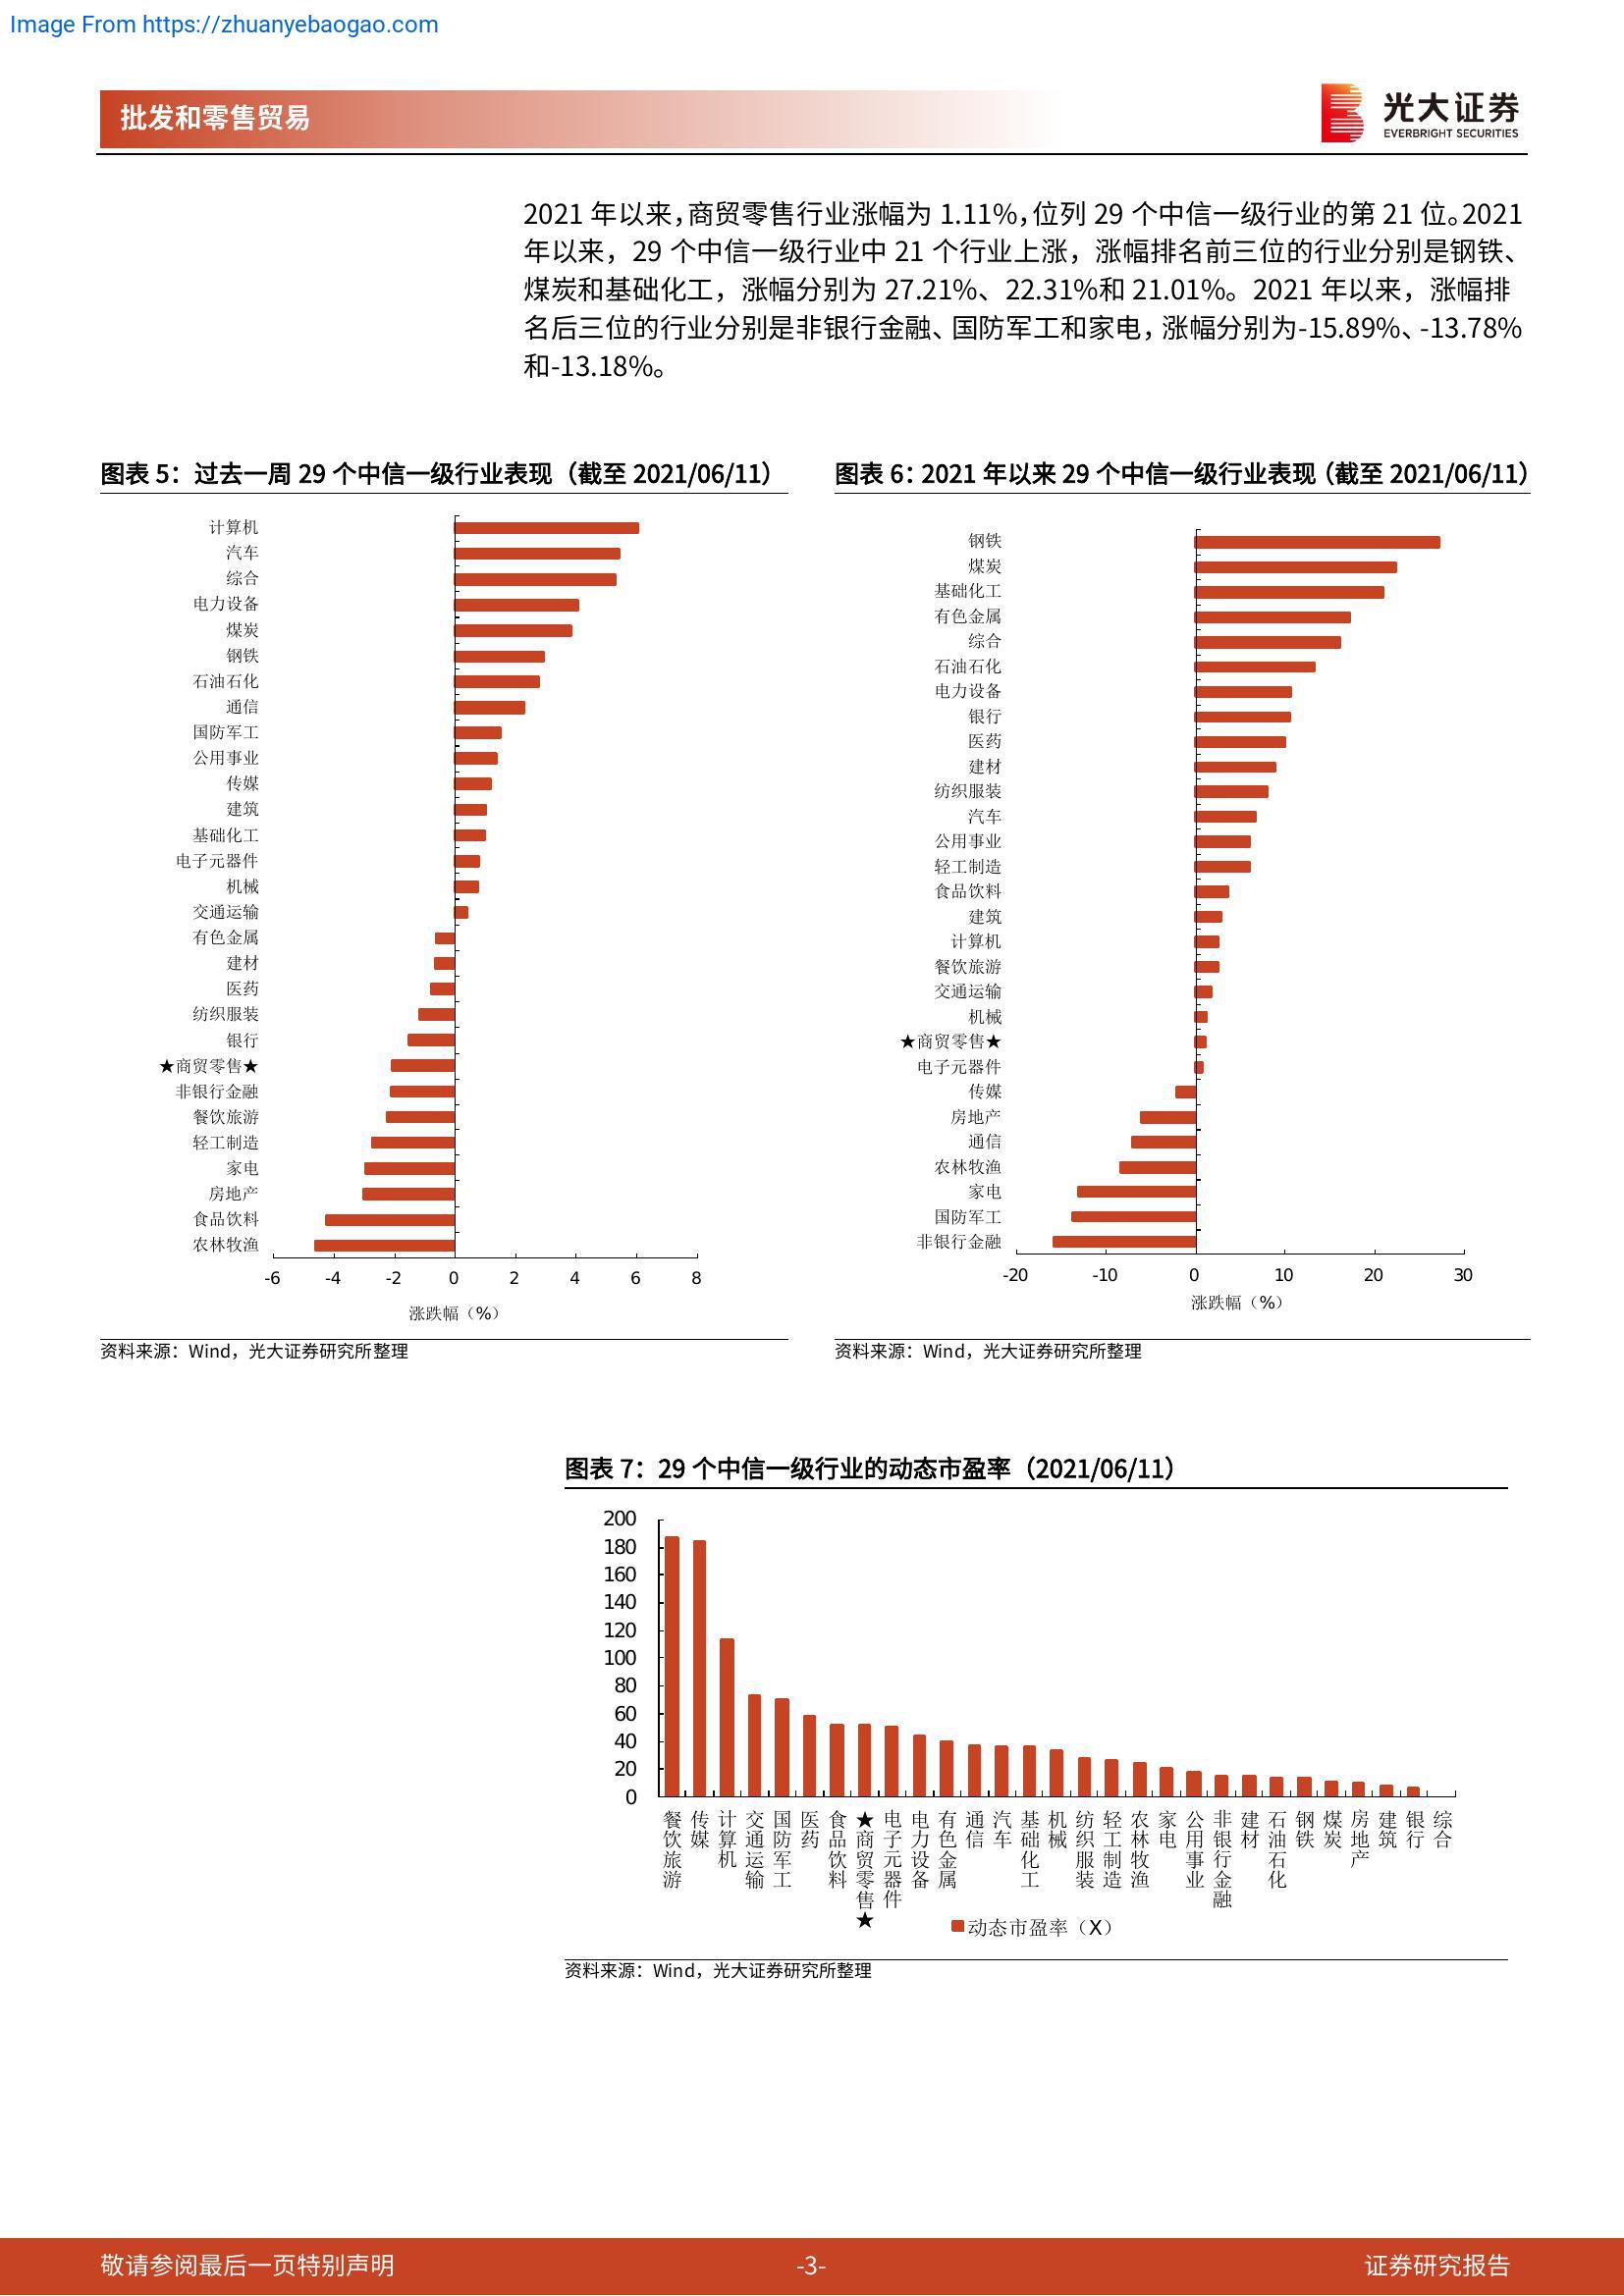 Image From https://zhuanyebaogao.com
批发和零售贸易
光大证券
EVERBRIGHT SECURITIES
2021 年以来，商贸零售行业涨幅为 1.11%，位列 29 个中信一级行业的第 21 位。2021
年以来，29 个中信一级行业中 21 个行业上涨，涨幅排名前三位的行业分别是钢铁、
煤炭和基础化工，涨幅分别为 27.21%、22.31%和 21.01%。2021 年以来，涨幅排
名后三位的行业分别是非银行金融、国防军工和家电，涨幅分别为-15.89%、-13.78%
和-13.18%。
图表 5：过去一周 29 个中信一级行业表现（截至 2021/06/11）
计算机
汽车
综合
电力设备
煤炭
钢铁
石油石化
通信
国防军工
公用事业
传媒
建筑
基础化工
电子元器件
机械
交通运输
有色金属
建材
医药
纺织服装
银行
★商贸零售★
非银行金融
餐饮旅游
轻工制造
家电
房地产
食品饮料
农林牧渔
-6 -4 -2 0 2 4 6 8
涨跌幅（%）
资料来源：Wind，光大证券研究所整理
图表 6：2021 年以来 29 个中信一级行业表现（截至 2021/06/11）
钢铁
煤炭
基础化工
有色金属
综合
石油石化
电力设备
银行
医药
建材
纺织服装
汽车
公用事业
轻工制造
食品饮料
建筑
计算机
餐饮旅游
交通运输
机械
★商贸零售★
电子元器件
传媒
房地产
通信
农林牧渔
家电
国防军工
非银行金融
-20 -10 0 10 20 30
涨跌幅（%）
资料来源：Wind，光大证券研究所整理
图表 7：29 个中信一级行业的动态市盈率（2021/06/11）
200
180
160
140
120
100
80
60
40
20
0
餐饮旅游
传媒
计算机
交通运输
国防军工
医药
食品饮料
★商贸零售★
电子元器件
电力设备
有色金属
通信
汽车
基础化工
机械
纺织服装
轻工制造
农林牧渔
家电
公用事业
非银行金融
建材
石油石化
钢铁
煤炭
房地产
建筑
银行
综合
动态市盈率（X）
资料来源：Wind，光大证券研究所整理
敬请参阅最后一页特别声明
-3-
证券研究报告